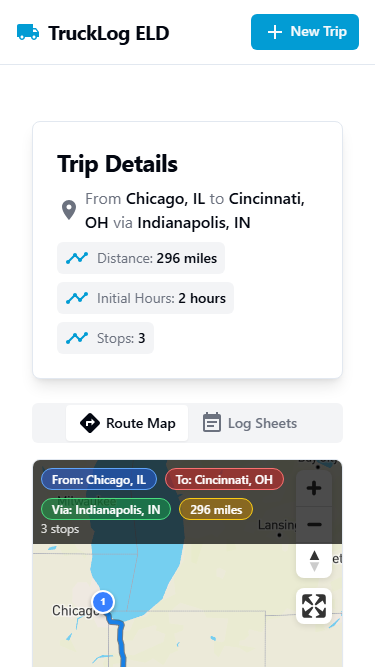 TruckLog ELD
New Trip
Trip Details
From Chicago, IL to Cincinnati,
OH via Indianapolis, IN
Distance: 296 miles
Initial Hours: 2 hours
Stops: 3
Route Map
Log Sheets
From: Chicago, IL
To: Cincinnati, OH
Milwaukee
Via: Indianapolis, IN
296 miles
3 stops
Lansing
1
Chicago